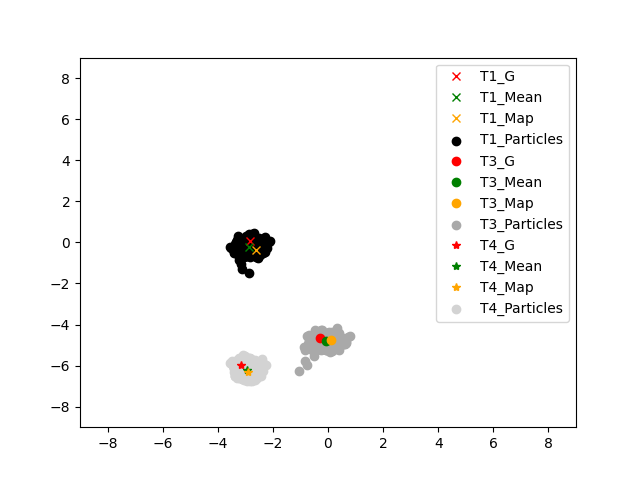 8
6
4
2
0
−2
−4
−6
−8
−8 −6 −4 −2 0 2 4 6 8
T1_G
T1_Mean
T1_Map
T1_Particles
T3_G
T3_Mean
T3_Map
T3_Particles
T4_G
T4_Mean
T4_Map
T4_Particles